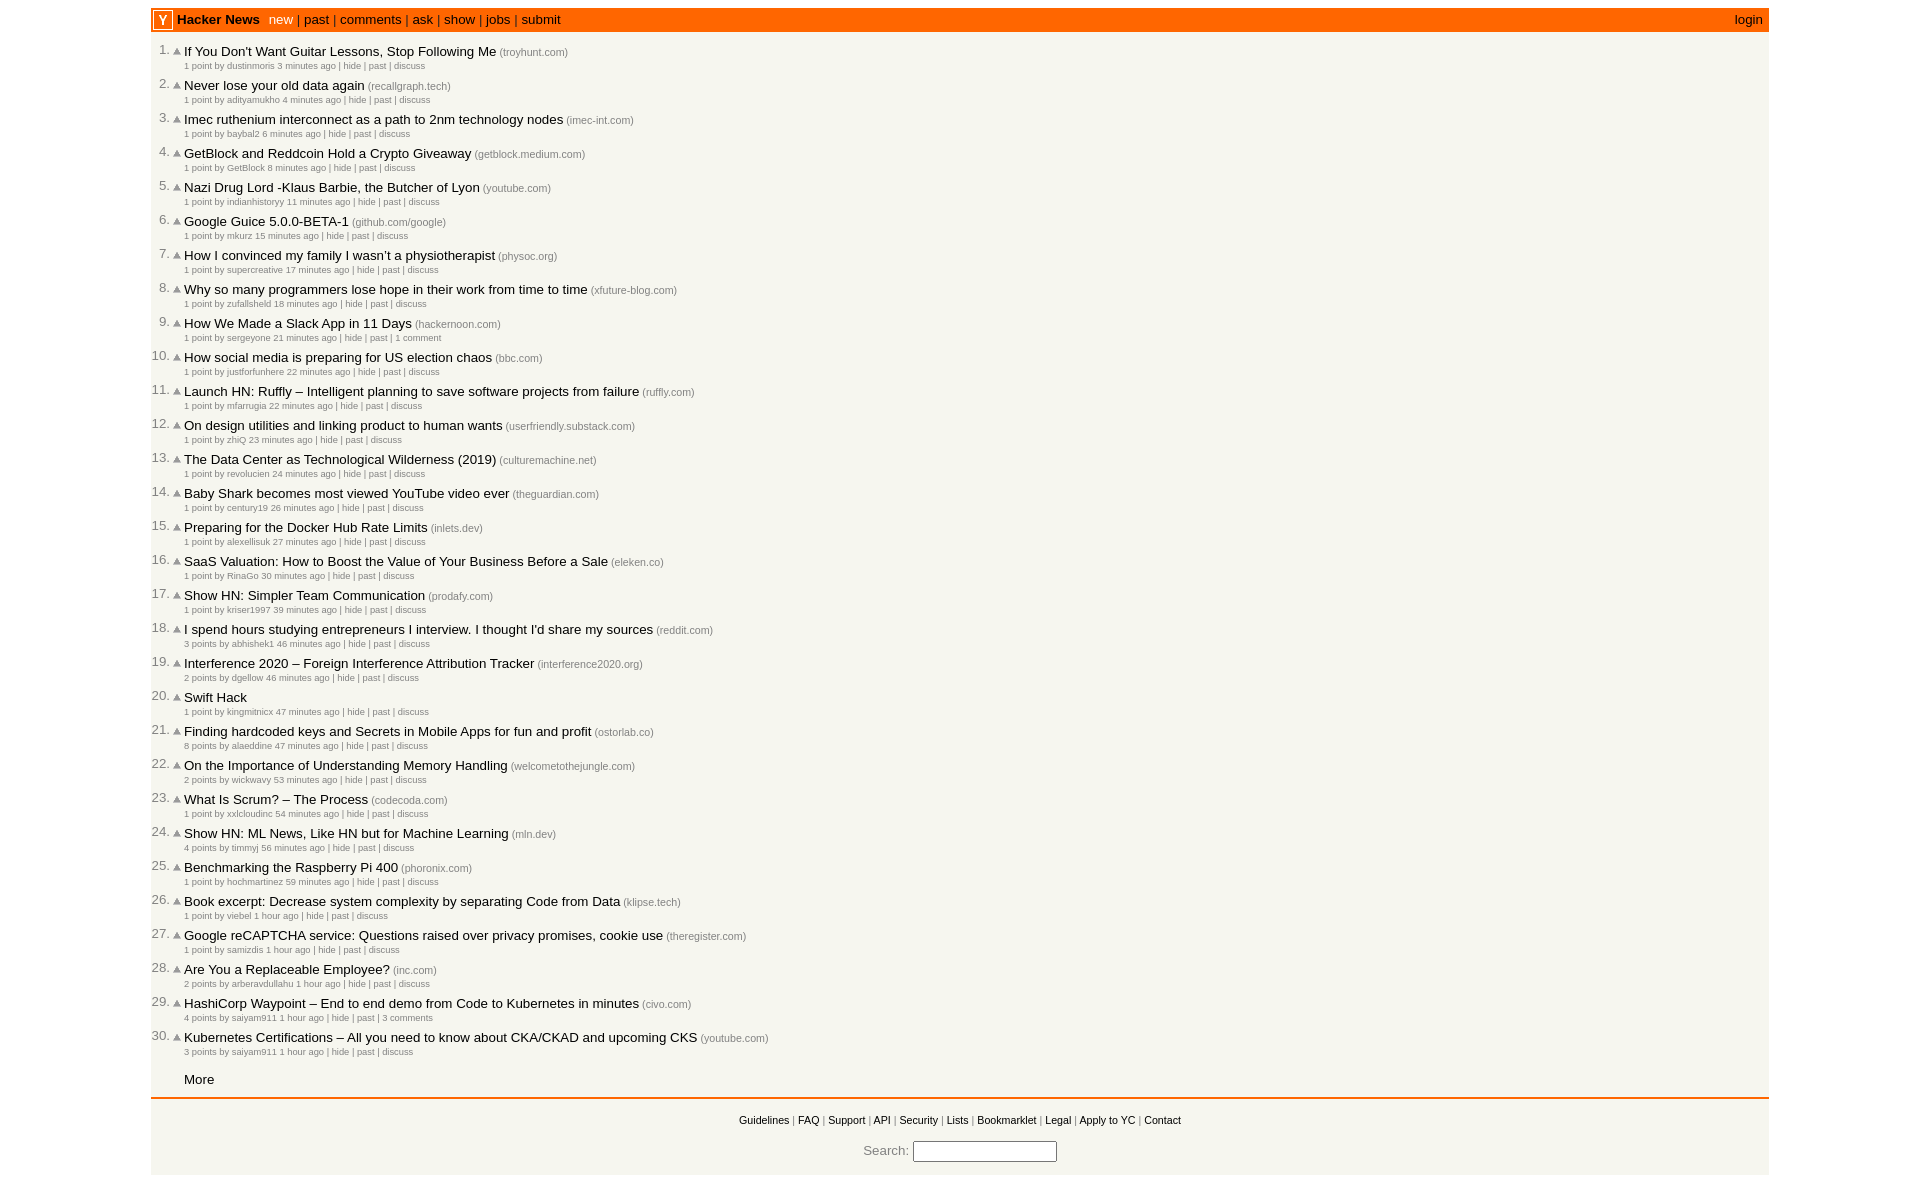 Y Hacker News new | past | comments | ask | show | jobs | submit login
1. If You Don't Want Guitar Lessons, Stop Following Me (troyhunt.com)
1 point by dustinmoris 3 minutes ago | hide | past | discuss
2. Never lose your old data again (recallgraph.tech)
1 point by adityamukho 4 minutes ago | hide | past | discuss
3. Imec ruthenium interconnect as a path to 2nm technology nodes (imec-int.com)
1 point by baybal2 6 minutes ago | hide | past | discuss
4. GetBlock and Reddcoin Hold a Crypto Giveaway (getblock.medium.com)
1 point by GetBlock 8 minutes ago | hide | past | discuss
5. Nazi Drug Lord -Klaus Barbie, the Butcher of Lyon (youtube.com)
1 point by indianhistoryy 11 minutes ago | hide | past | discuss
6. Google Guice 5.0.0-BETA-1 (github.com/google)
1 point by mkurz 15 minutes ago | hide | past | discuss
7. How I convinced my family I wasn’t a physiotherapist (physoc.org)
1 point by supercreative 17 minutes ago | hide | past | discuss
8. Why so many programmers lose hope in their work from time to time (xfuture-blog.com)
1 point by zufallsheld 18 minutes ago | hide | past | discuss
9. How We Made a Slack App in 11 Days (hackernoon.com)
1 point by sergeyone 21 minutes ago | hide | past | 1 comment
10. How social media is preparing for US election chaos (bbc.com)
1 point by justforfunhere 22 minutes ago | hide | past | discuss
11. Launch HN: Ruffly – Intelligent planning to save software projects from failure (ruffly.com)
1 point by mfarrugia 22 minutes ago | hide | past | discuss
12. On design utilities and linking product to human wants (userfriendly.substack.com)
1 point by zhiQ 23 minutes ago | hide | past | discuss
13. The Data Center as Technological Wilderness (2019) (culturemachine.net)
1 point by revolucien 24 minutes ago | hide | past | discuss
14. Baby Shark becomes most viewed YouTube video ever (theguardian.com)
1 point by century19 26 minutes ago | hide | past | discuss
15. Preparing for the Docker Hub Rate Limits (inlets.dev)
1 point by alexellisuk 27 minutes ago | hide | past | discuss
16. SaaS Valuation: How to Boost the Value of Your Business Before a Sale (eleken.co)
1 point by RinaGo 30 minutes ago | hide | past | discuss
17. Show HN: Simpler Team Communication (prodafy.com)
1 point by kriser1997 39 minutes ago | hide | past | discuss
18. I spend hours studying entrepreneurs I interview. I thought I'd share my sources (reddit.com)
3 points by abhishek1 46 minutes ago | hide | past | discuss
19. Interference 2020 – Foreign Interference Attribution Tracker (interference2020.org)
2 points by dgellow 46 minutes ago | hide | past | discuss
20. Swift Hack
1 point by kingmitnicx 47 minutes ago | hide | past | discuss
21. Finding hardcoded keys and Secrets in Mobile Apps for fun and profit (ostorlab.co)
8 points by alaeddine 47 minutes ago | hide | past | discuss
22. On the Importance of Understanding Memory Handling (welcometothejungle.com)
2 points by wickwavy 53 minutes ago | hide | past | discuss
23. What Is Scrum? – The Process (codecoda.com)
1 point by xxlcloudinc 54 minutes ago | hide | past | discuss
24. Show HN: ML News, Like HN but for Machine Learning (mln.dev)
4 points by timmyj 56 minutes ago | hide | past | discuss
25. Benchmarking the Raspberry Pi 400 (phoronix.com)
1 point by hochmartinez 59 minutes ago | hide | past | discuss
26. Book excerpt: Decrease system complexity by separating Code from Data (klipse.tech)
1 point by viebel 1 hour ago | hide | past | discuss
27. Google reCAPTCHA service: Questions raised over privacy promises, cookie use (theregister.com)
1 point by samizdis 1 hour ago | hide | past | discuss
28. Are You a Replaceable Employee? (inc.com)
2 points by arberavdullahu 1 hour ago | hide | past | discuss
29. HashiCorp Waypoint – End to end demo from Code to Kubernetes in minutes (civo.com)
4 points by saiyam911 1 hour ago | hide | past | 3 comments
30. Kubernetes Certifications – All you need to know about CKA/CKAD and upcoming CKS (youtube.com)
3 points by saiyam911 1 hour ago | hide | past | discuss
More
Guidelines | FAQ | Support | API | Security | Lists | Bookmarklet | Legal | Apply to YC | Contact
Search: